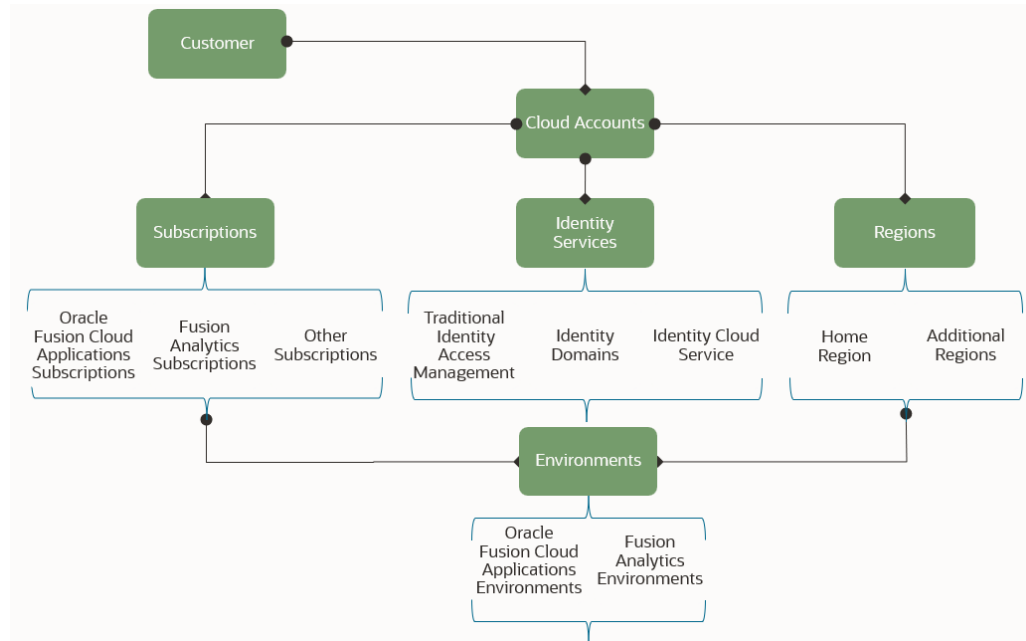 Customer
Cloud Accounts
Subscriptions
Identity
Services
Regions
Oracle
Fusion Cloud
Applications
Subscriptions
Fusion
Analytics
Subscriptions
Other
Subscriptions
Traditional
Identity
Access
Management
Identity
Domains
Identity Cloud
Service
Home
Region
Additional
Regions
Environments
Oracle
Fusion Cloud
Applications
Environments
Fusion
Analytics
Environments